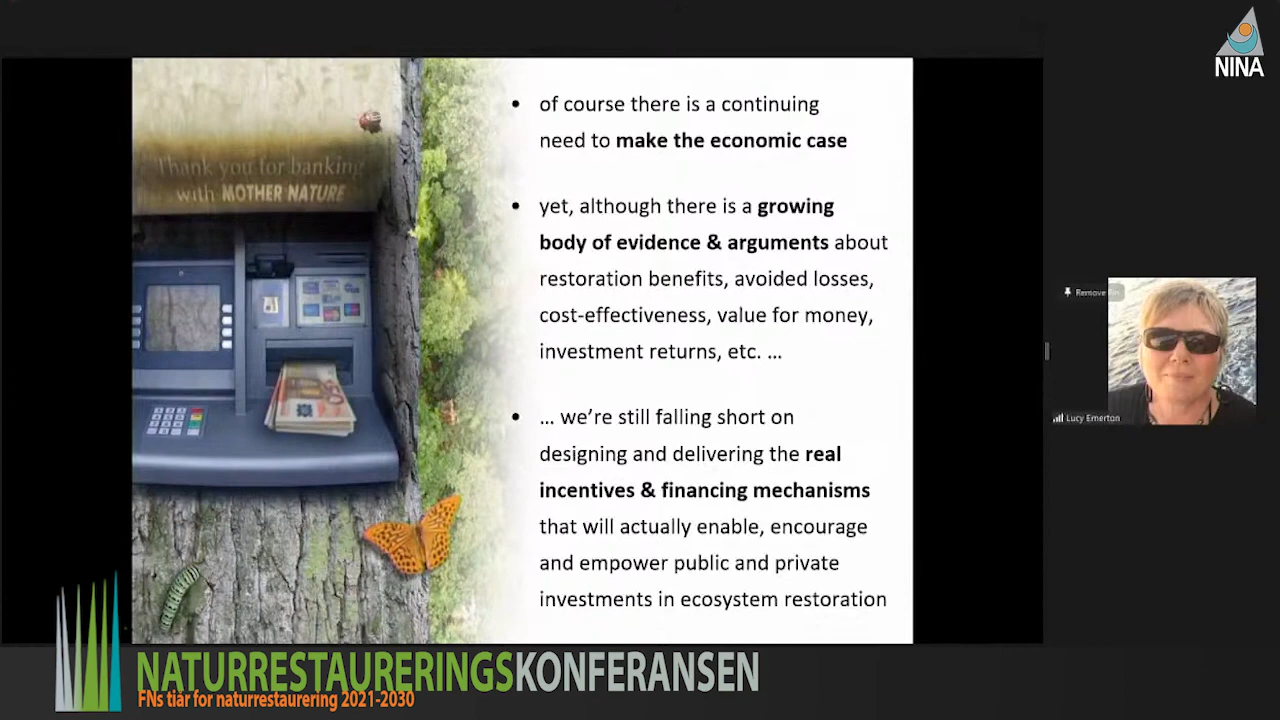 NINA
Thank you for banking
with MOTHER NATURE
• of course there is a continuing
need to make the economic case
• yet, although there is a growing
body of evidence & arguments about
restoration benefits, avoided losses,
cost-effectiveness, value for money,
investment returns, etc. …
• … we’re still falling short on
designing and delivering the real
incentives & financing mechanisms
that will actually enable, encourage
and empower public and private
investments in ecosystem restoration
Remove
Lucy Emerton
NATURRESTAURERINGSKONFERANSEN
FNs tiår for naturrestaurering 2021-2030